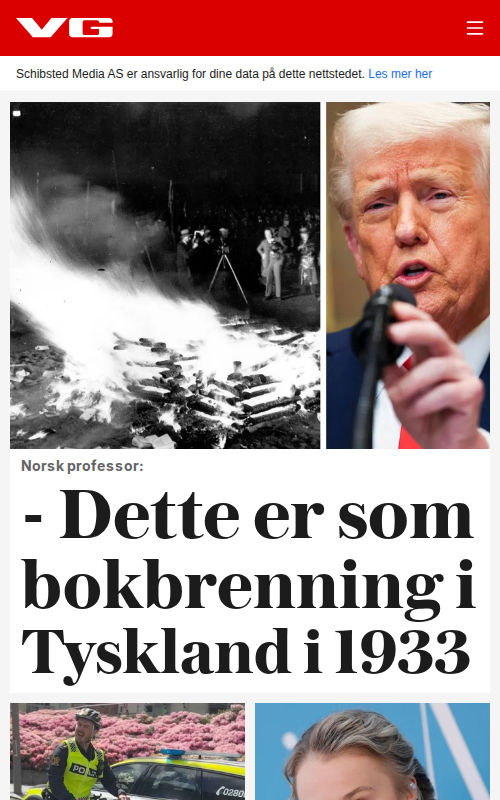 VG
Schibsted Media AS er ansvarlig for dine data på dette nettstedet. Les mer her
Norsk professor:
- Dette er som
bokbrenning i
Tyskland i 1933
POLITI
02800